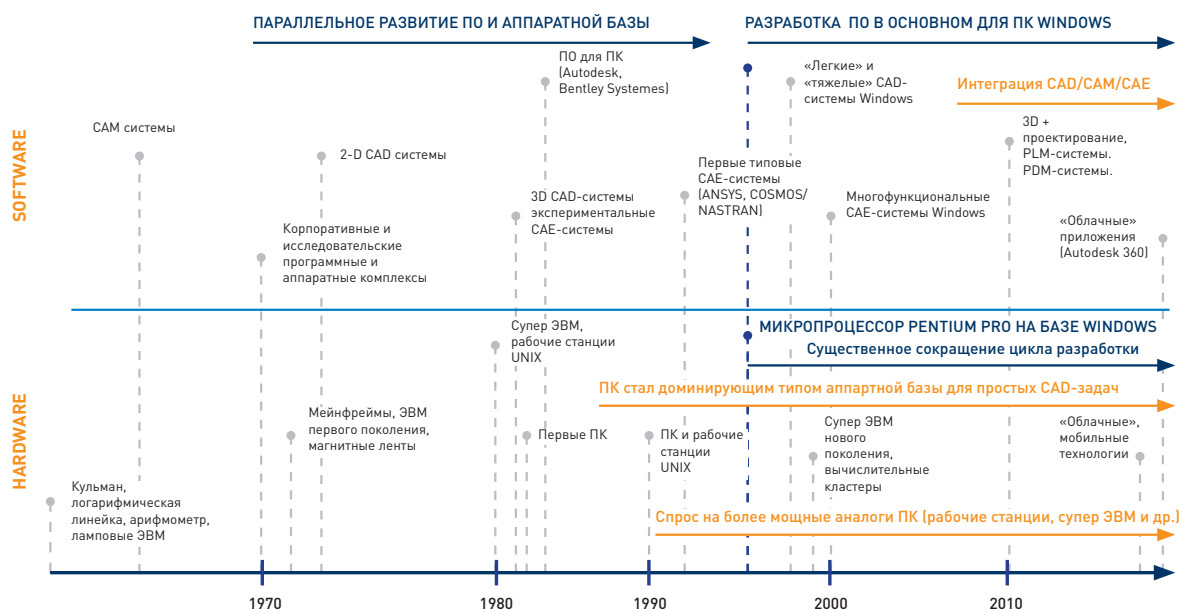 ПАРАЛЛЕЛЬНОЕ РАЗВИТИЕ ПО И АППАРАТНОЙ БАЗЫ
РАЗРАБОТКА ПО В ОСНОВНОМ ДЛЯ ПК WINDOWS
SOFTWARE
CAM системы
2-D CAD системы
Корпоративные и
исследовательские
программные и
аппаратные комплексы
ПО для ПК
(Autodesk,
Bentley Systemes)
3D CAD-системы
экспериментальные
CAE-системы
Первые типовые
CAE-системы
(ANSYS, COSMOS/
NASTRAN)
«Легкие» и
«тяжелые» CAD-
системы Windows
Многофункциональные
CAE-системы Windows
Интеграция CAD/CAM/CAE
3D +
проектирование,
PLM-системы.
PDM-системы.
«Облачные»
приложения
(Autodesk 360)
HARDWARE
МИКРОПРОЦЕССОР PENTIUM PRO НА БАЗЕ WINDOWS
Существенное сокращение цикла разработки
ПК стал доминирующим типом аппартной базы для простых CAD-задач
Кульман,
логарифмическая
линейка, арифмометр,
ламповые ЭВМ
Мейнфреймы, ЭВМ
первого поколения,
магнитные ленты
Супер ЭВМ,
рабочие станции
UNIX
Первые ПК
ПК и рабочие
станции
UNIX
Супер ЭВМ
нового
поколения,
вычислительные
кластеры
«Облачные»,
мобильные
технологии
Спрос на более мощные аналоги ПК (рабочие станции, супер ЭВМ и др.)
1970
1980
1990
2000
2010